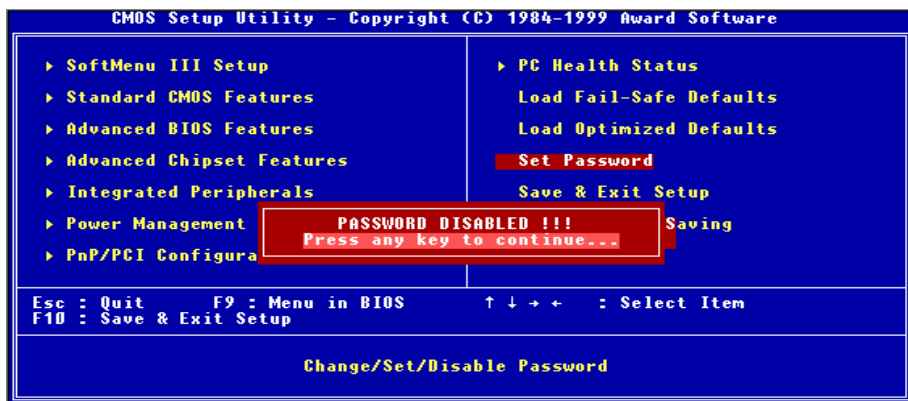 CMOS Setup Utility - Copyright (C) 1984-1999 Award Software
▸ SoftMenu III Setup
▸ Standard CMOS Features
▸ Advanced BIOS Features
▸ Advanced Chipset Features
▸ Integrated Peripherals
▸ Power Management
▸ PnP/PCI Configura
▸ PC Health Status
Load Fail-Safe Defaults
Load Optimized Defaults
Set Password
Save & Exit Setup
Saving
PASSWORD DISABLED !!!
Press any key to continue...
Esc : Quit F9 : Menu in BIOS ↑ ↓ → ← : Select Item
F10 : Save & Exit Setup
Change/Set/Disable Password